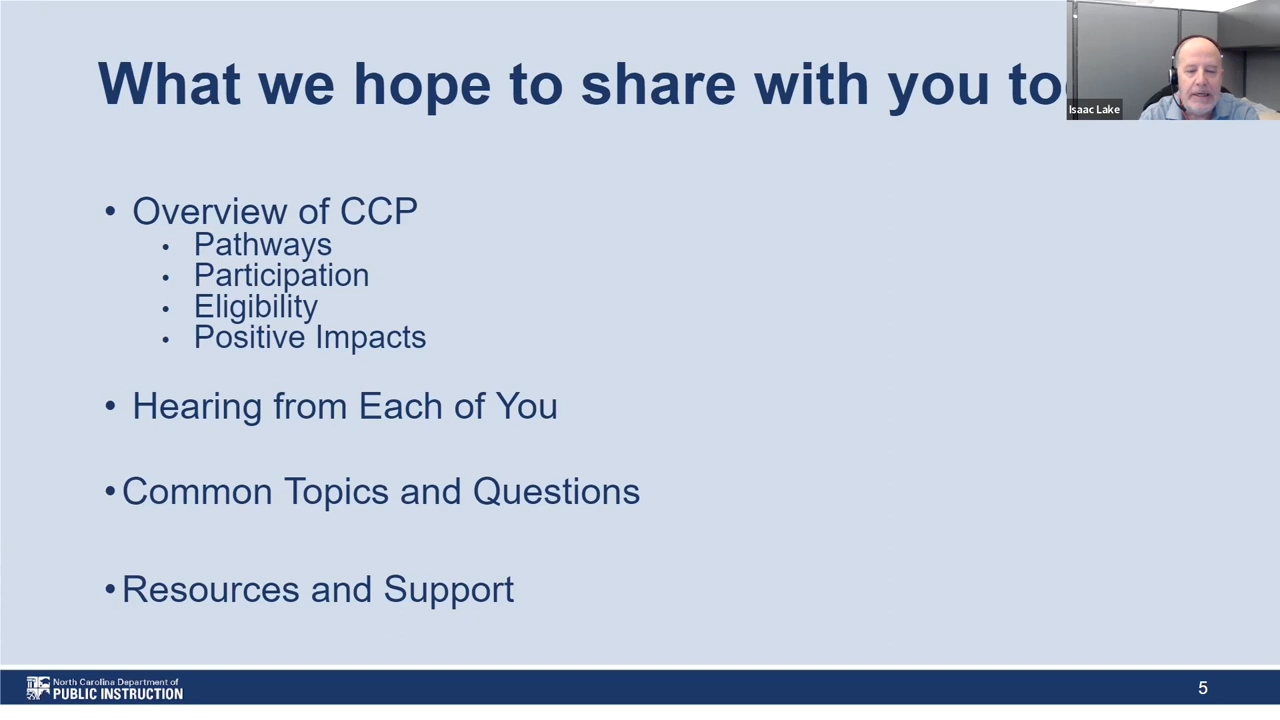 What we hope to share with you to
Isaac Lake
• Overview of CCP
• Pathways
• Participation
• Eligibility
• Positive Impacts
• Hearing from Each of You
• Common Topics and Questions
• Resources and Support
North Carolina Department of
PUBLIC INSTRUCTION
5